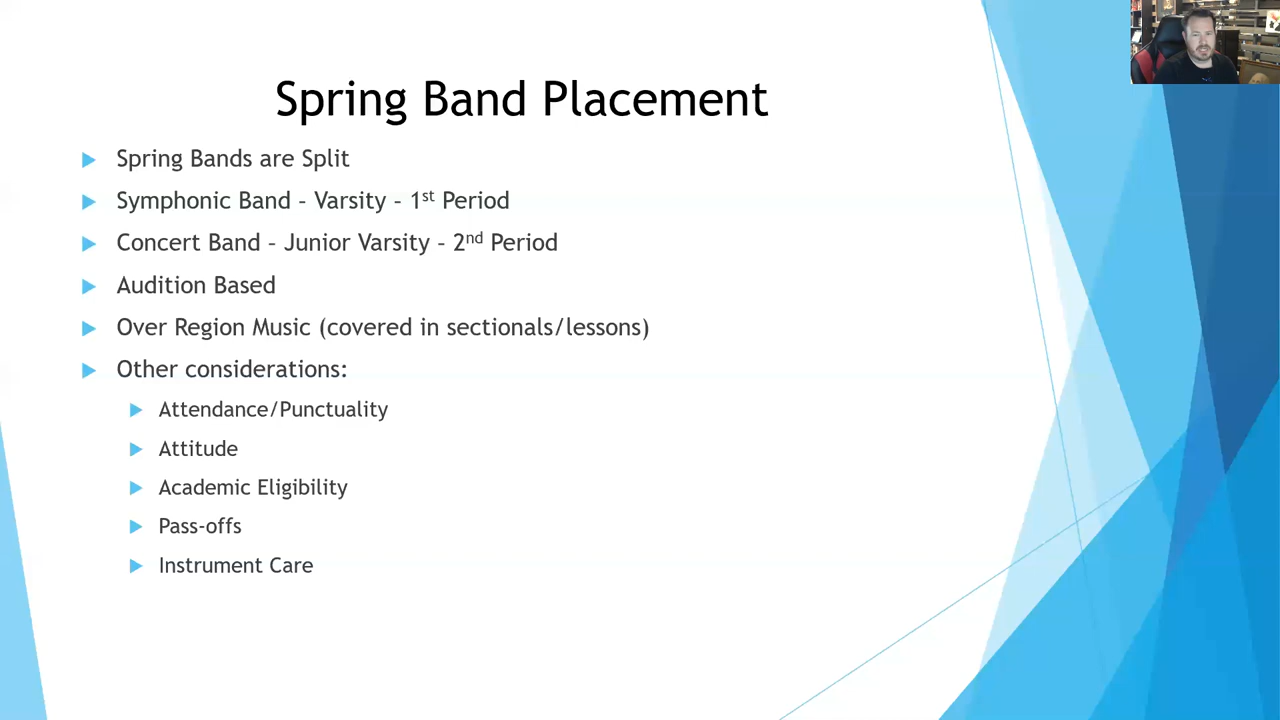 Spring Band Placement
Spring Bands are Split
Symphonic Band – Varsity – 1st Period
Concert Band – Junior Varsity – 2nd Period
Audition Based
Over Region Music (covered in sectionals/lessons)
Other considerations:
Attendance/Punctuality
Attitude
Academic Eligibility
Pass-offs
Instrument Care